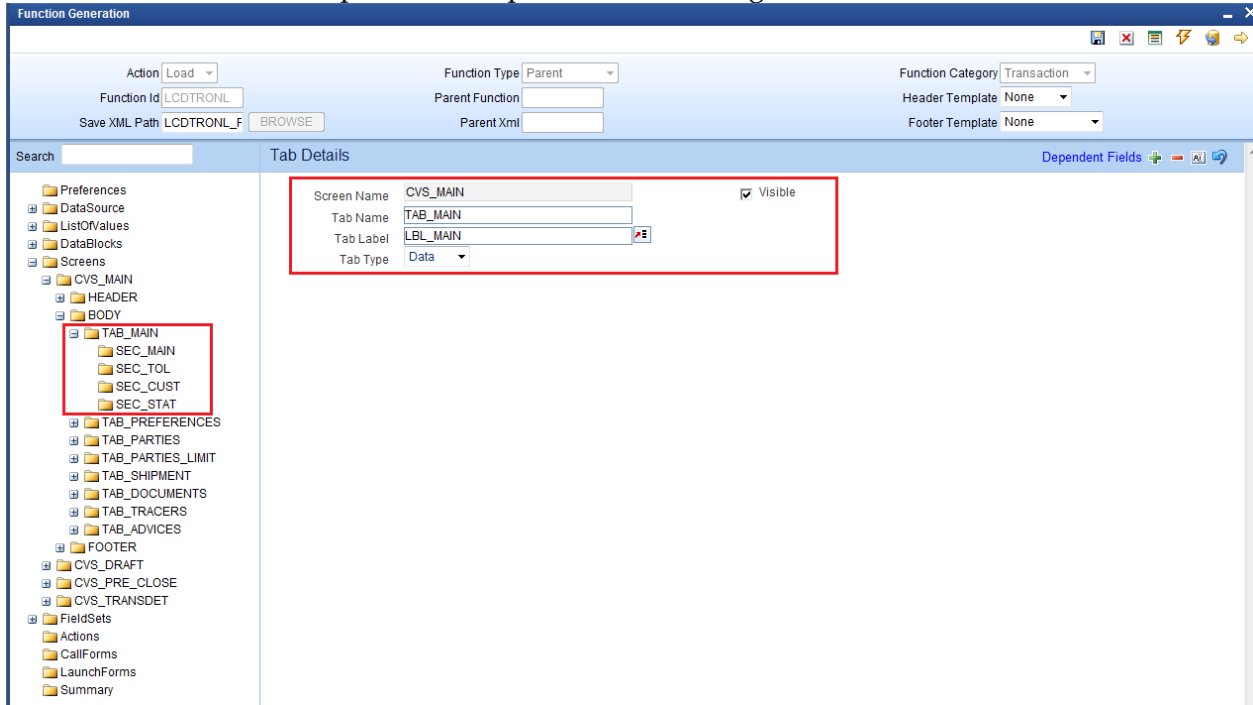 Function Generation
Action Load Function Type Parent Function Category Transaction
Function Id LCDTRONL Parent Function Header Template None
Save XML Path LCDTRONL_F BROWSE Parent Xml Footer Template None
Search Tab Details Dependent Fields
Preferences
DataSource
ListOfValues
DataBlocks
Screens
CVS_MAIN
HEADER
BODY
TAB_MAIN
SEC_MAIN
SEC_TOL
SEC_CUST
SEC_STAT
TAB_PREFERENCES
TAB_PARTIES
TAB_PARTIES_LIMIT
TAB_SHIPMENT
TAB_DOCUMENTS
TAB_TRACERS
TAB_ADVICES
FOOTER
CVS_DRAFT
CVS_PRE_CLOSE
CVS_TRANSDET
FieldSets
Actions
CallForms
LaunchForms
Summary
Screen Name CVS_MAIN Visible
Tab Name TAB_MAIN
Tab Label LBL_MAIN
Tab Type Data